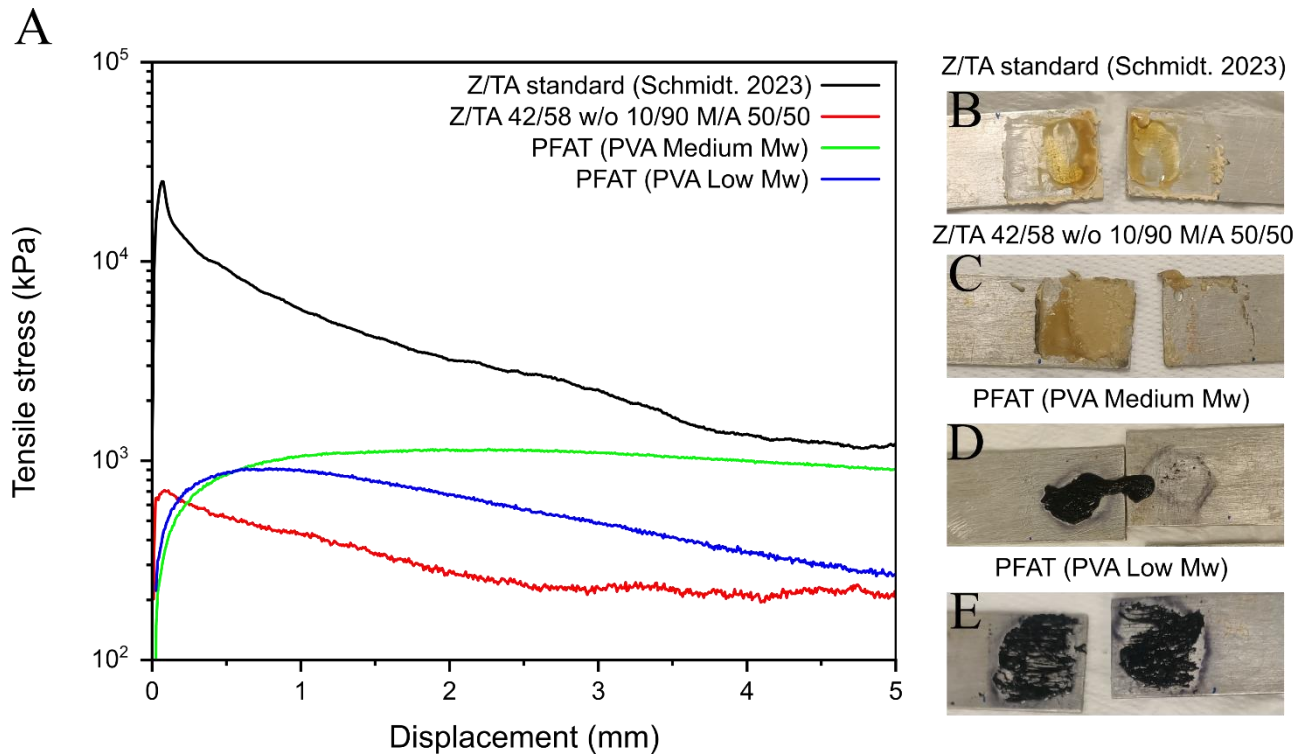 A
Tensile stress (kPa)
10^5
10^4
10^3
10^2
Z/TA standard (Schmidt. 2023)
Z/TA 42/58 w/o 10/90 M/A 50/50
PFAT (PVA Medium Mw)
PFAT (PVA Low Mw)
0 1 2 3 4 5
Displacement (mm)
Z/TA standard (Schmidt. 2023)
B
Z/TA 42/58 w/o 10/90 M/A 50/50
C
PFAT (PVA Medium Mw)
D
PFAT (PVA Low Mw)
E